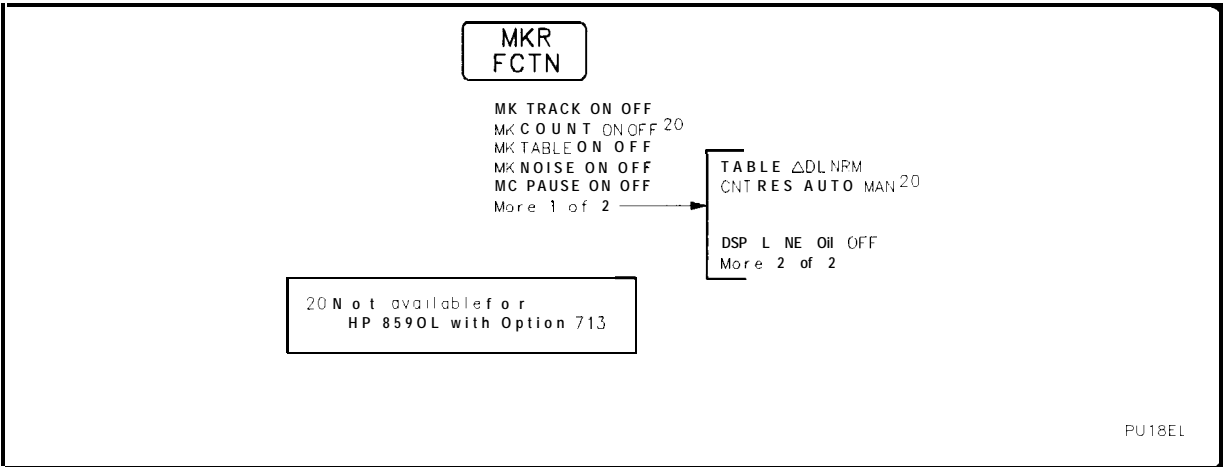 MKR
FCTN
MK TRACK ON OFF
MK COUNT ON OFF 20
MK TABLE ON OFF
MK NOISE ON OFF
MC PAUSE ON OFF
More 1 of 2
TABLE △DL NRM
CNT RES AUTO MAN 20
DSP L NE Oil OFF
More 2 of 2
20 Not available for
HP 859OL with Option 713
PU18EL